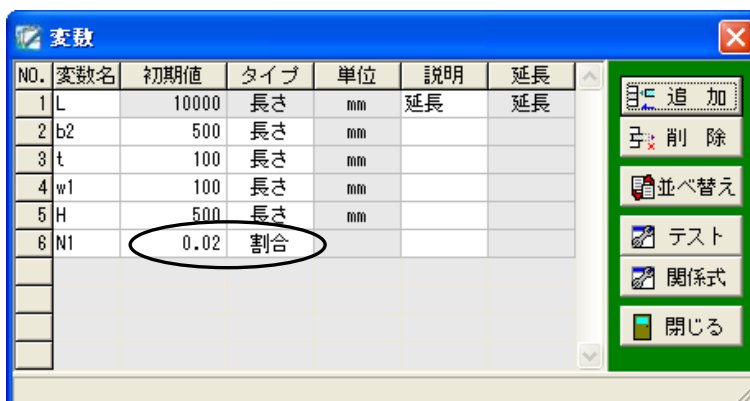 変数
NO. 変数名 初期値 タイプ 単位 説明 延長
1 L 10000 長さ mm 延長 延長
2 b2 500 長さ mm
3 t 100 長さ mm
4 w1 100 長さ mm
5 H 500 長さ mm
6 N1 0.02 割合
追 加
削 除
並べ替え
テスト
関係式
閉じる